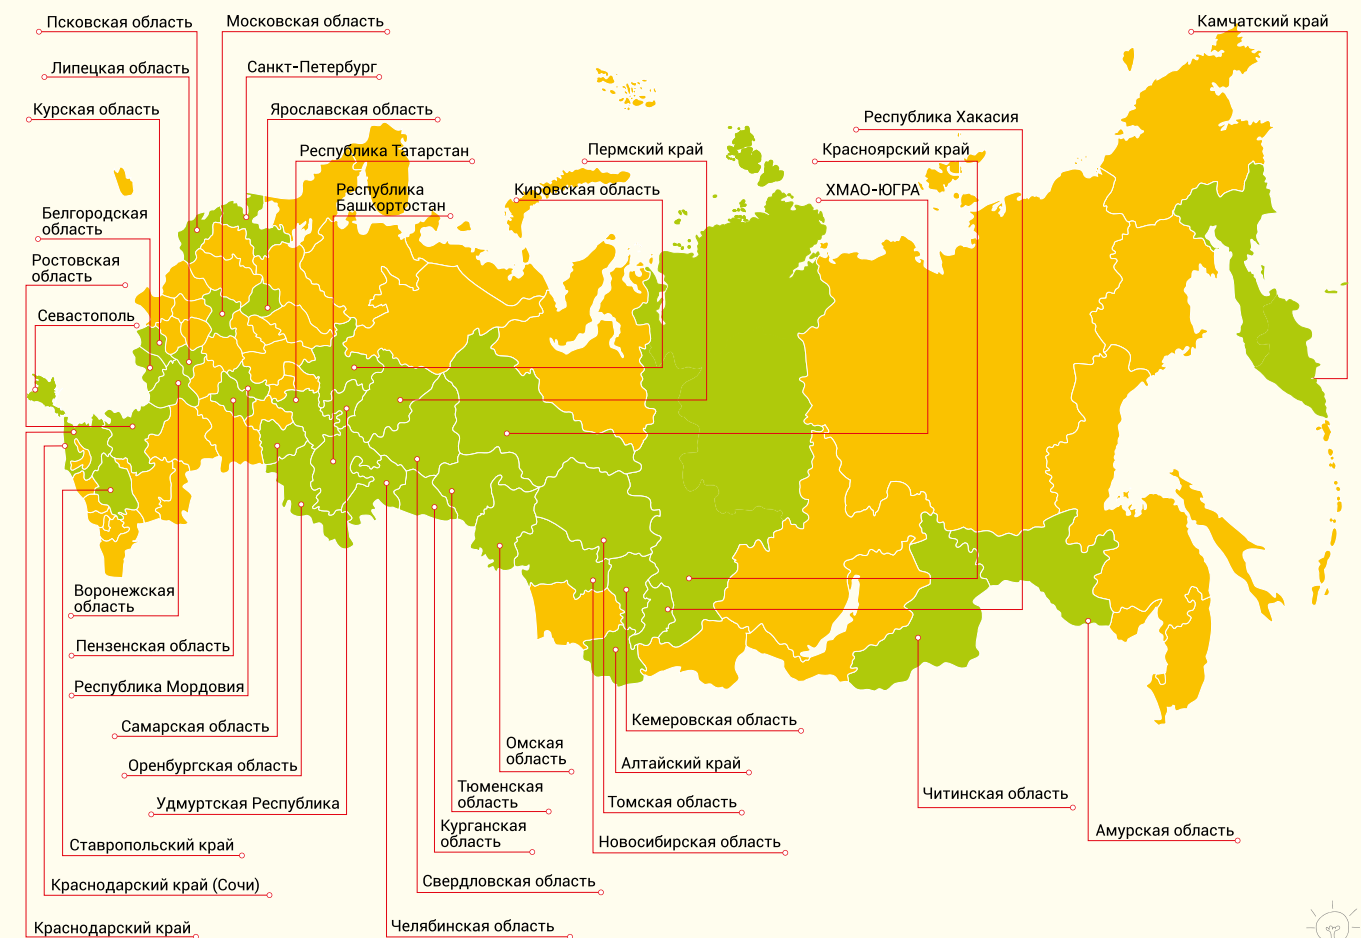 Псковская область
Московская область
Камчатский край
Липецкая область
Санкт-Петербург
Курская область
Ярославская область
Республика Хакасия
Республика Татарстан
Пермский край
Красноярский край
Республика
Башкортостан
Кировская область
ХМАО-ЮГРА
Белгородская
область
Ростовская
область
Севастополь
Воронежская
область
Пензенская область
Республика Мордовия
Самарская область
Кемеровская область
Омская
область
Алтайский край
Оренбургская область
Тюменская
область
Читинская область
Удмуртская Республика
Томская область
Курганская
область
Амурская область
Ставропольский край
Новосибирская область
Краснодарский край (Сочи)
Свердловская область
Краснодарский край
Челябинская область